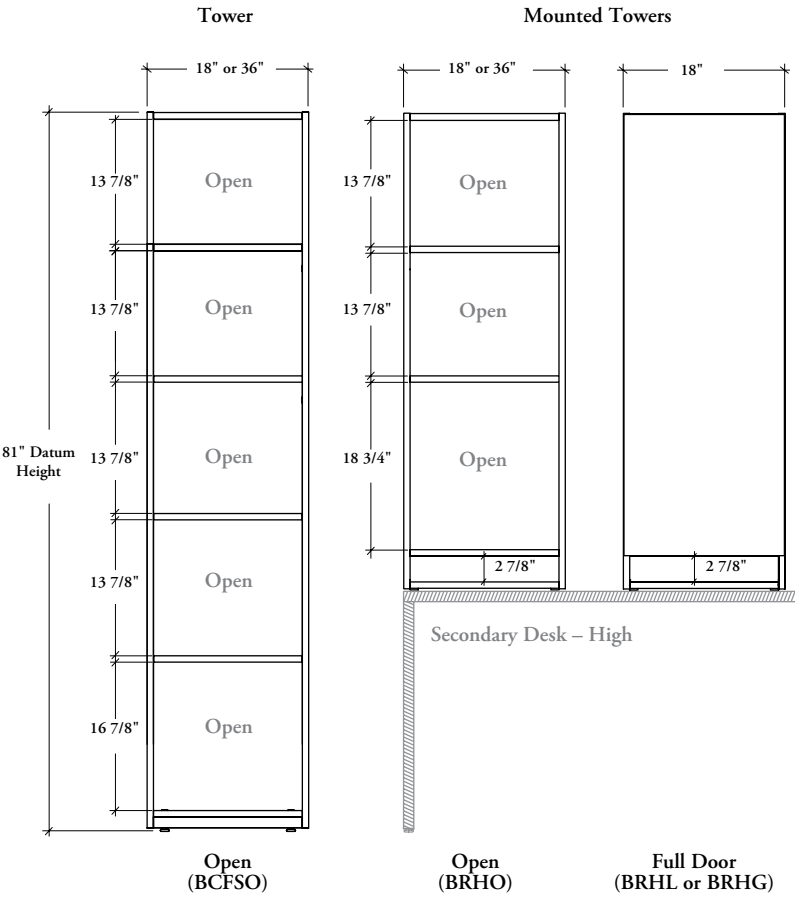 Tower
Mounted Towers
18" or 36"
18" or 36"
18"
13 7/8"
Open
13 7/8"
Open
13 7/8"
Open
13 7/8"
Open
81" Datum
Height
13 7/8"
Open
18 3/4"
Open
2 7/8"
2 7/8"
13 7/8"
Open
Secondary Desk – High
16 7/8"
Open
Open
(BCFSO)
Open
(BRHO)
Full Door
(BRHL or BRHG)